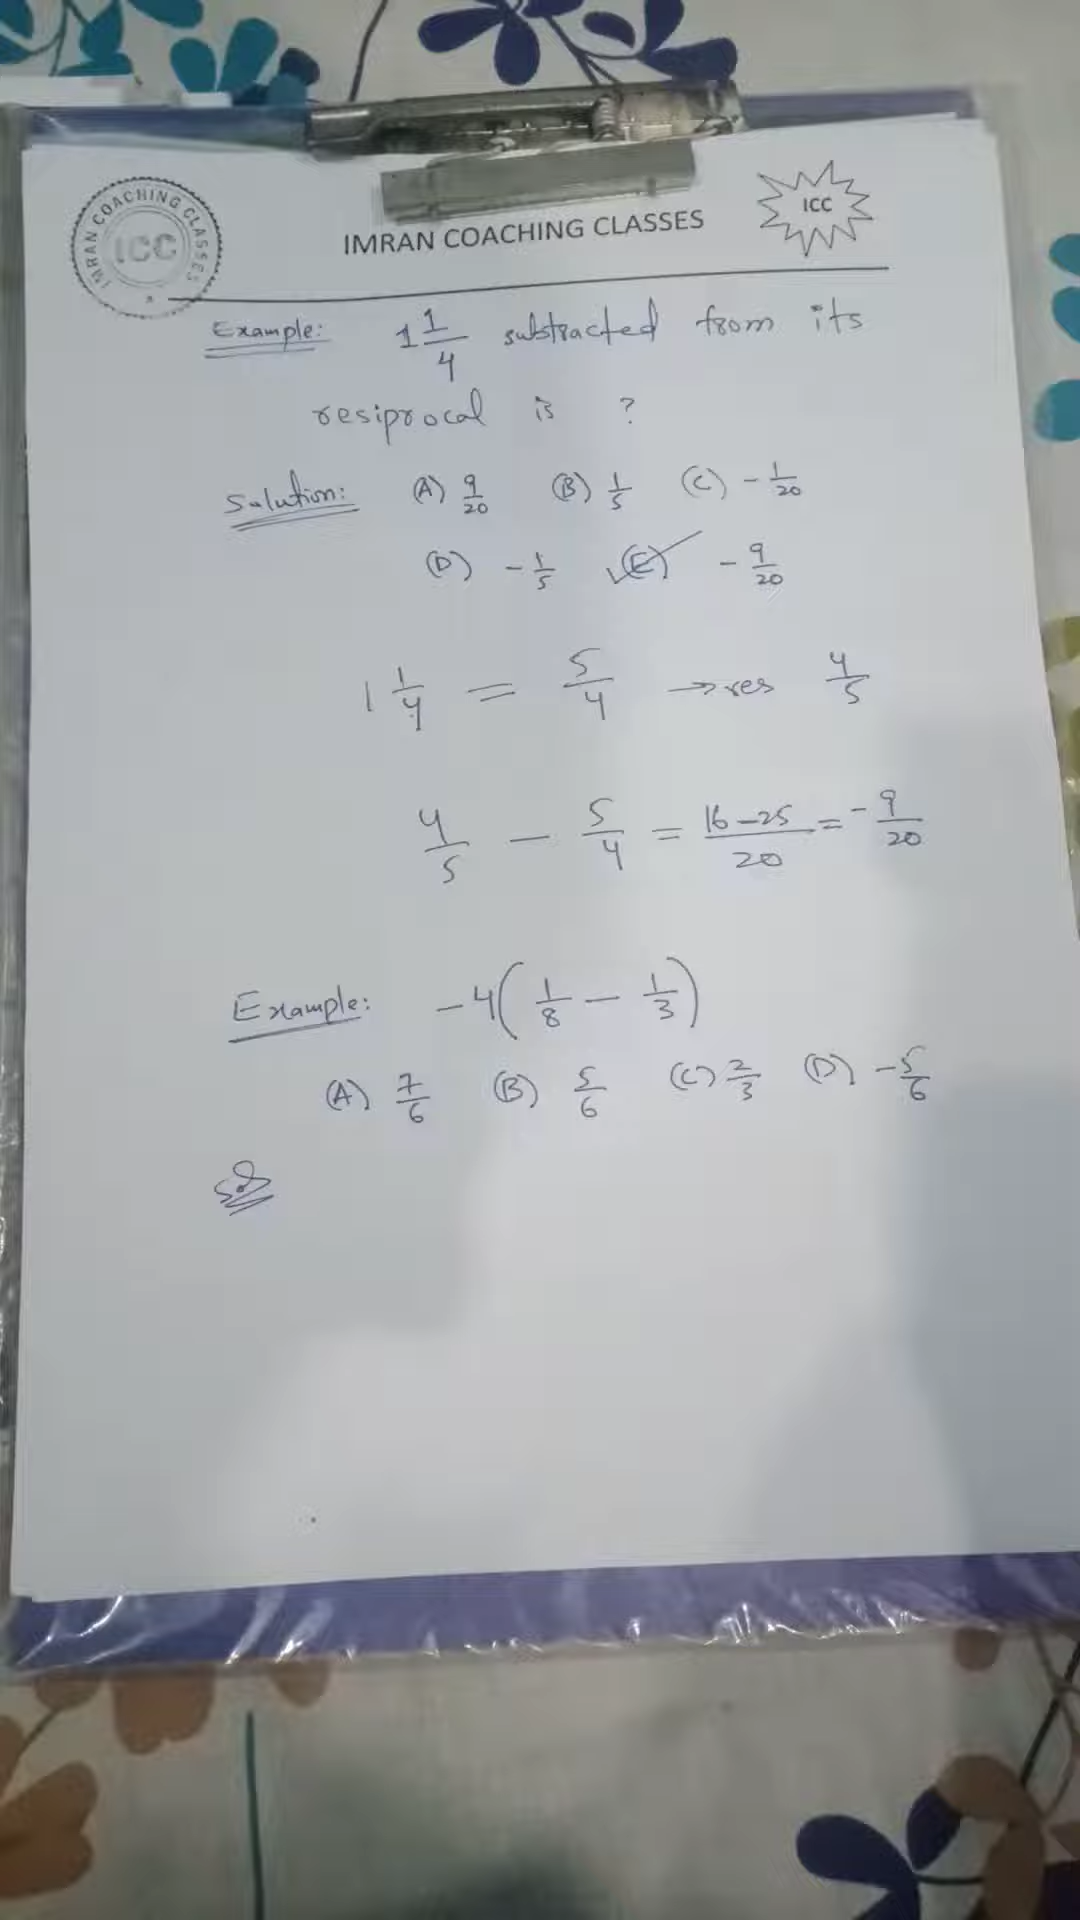 IMRAN COACHING CLASSES
ICC
IMRAN COACHING CLASSES
ICC
Example: 1 1/4 subtracted from its
resiprocal is ?
Solution: (A) 9/20 (B) 1/5 (C) - 1/20
(D) - 1/5 (E) - 9/20
1 1/4 = 5/4 → res 4/5
4/5 - 5/4 = 16-25/20 = - 9/20
Example: -4( 1/8 - 1/3 )
(A) 7/6 (B) 5/6 (C) 2/3 (D) - 5/6
Sol